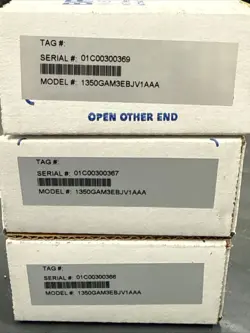 TAG #:
SERIAL #: 01C00300369
MODEL #: 1350GAM3EBJV1AAA
OPEN OTHER END
TAG #:
SERIAL #: 01C00300367
MODEL #: 1350GAM3EBJV1AAA
TAG #:
SERIAL #: 01C00300366
MODEL #: 1350GAM3EBJV1AAA